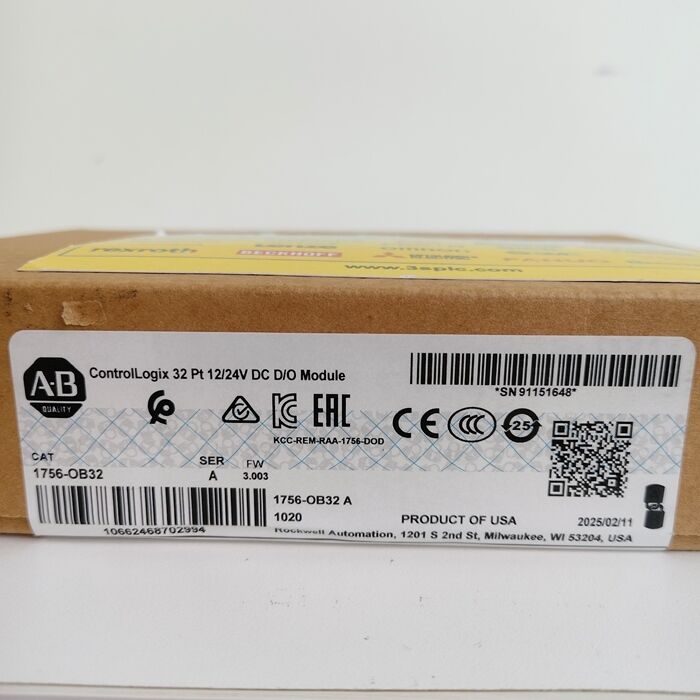 rexroth
BECKHOFF
www.3splc.com
A-B
QUALITY
ControlLogix 32 Pt 12/24V DC D/O Module
*SN 91151648*
EAC
CE
25
KCC-REM-RAA-1756-DOD
CAT
1756-OB32
SER
A
FW
3.003
1756-OB32 A
1020
10662468702994
PRODUCT OF USA
2025/02/11
Rockwell Automation, 1201 S 2nd St, Milwaukee, WI 53204, USA